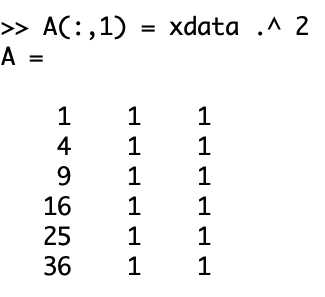 >> A(:,1) = xdata .^ 2
A =
1 1 1
4 1 1
9 1 1
16 1 1
25 1 1
36 1 1